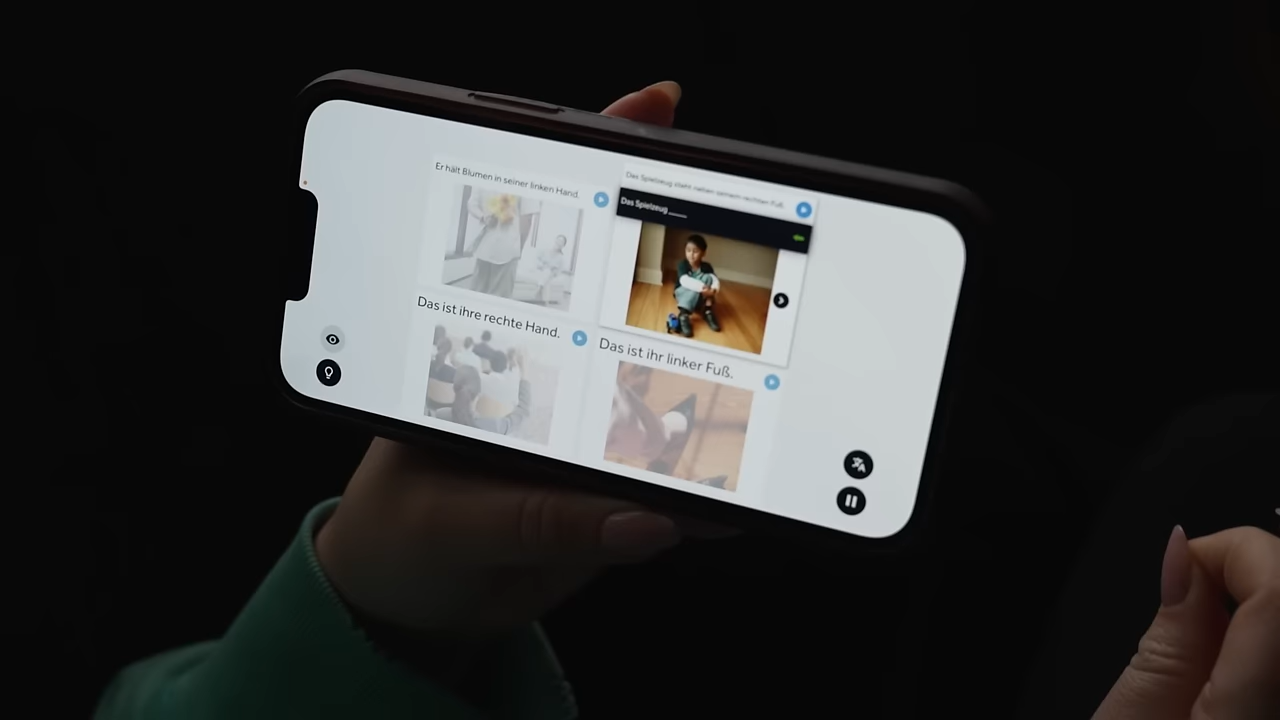 Er hält Blumen in seiner linken Hand.
Das Spielzeug steht neben seinem rechten Fuß.
Das Spielzeug _____
Das ist ihre rechte Hand.
Das ist ihr linker Fuß.